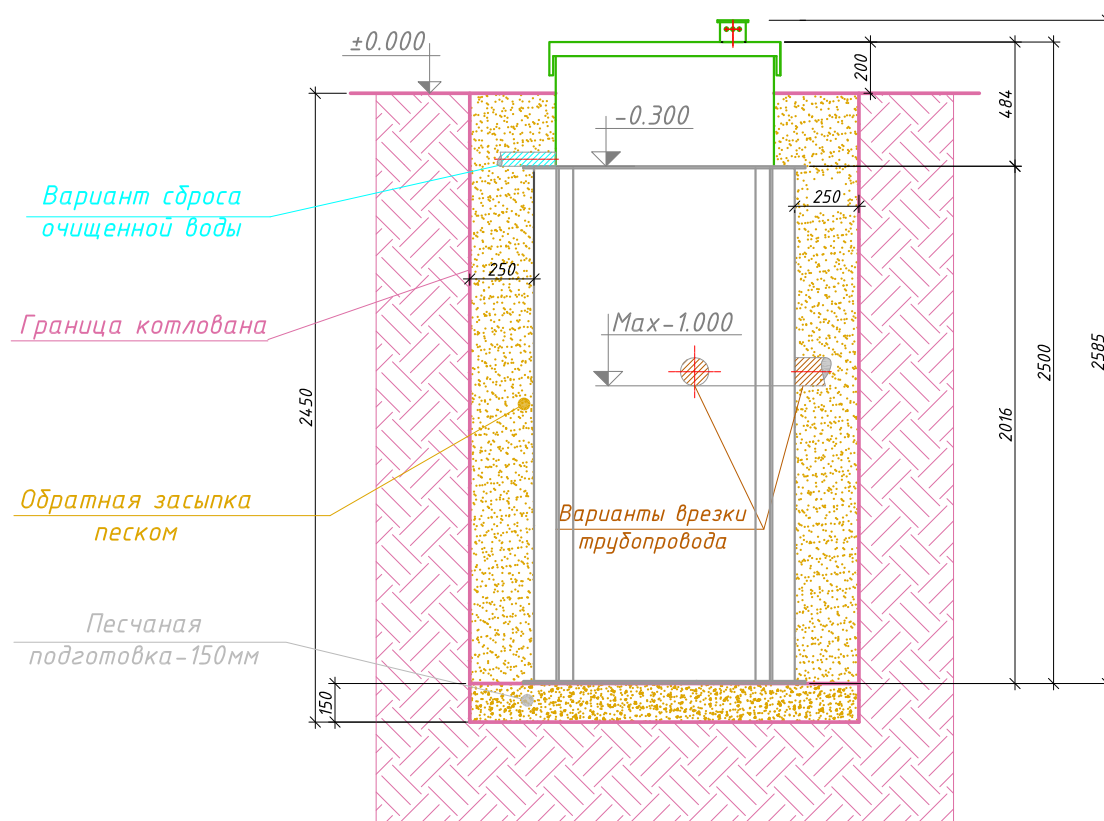 ±0.000
200
484
-0.300
Вариант сброса
очищенной воды
250
250
Граница котлована
Max-1.000
2585
2500
2450
2016
Обратная засыпка
песком
Варианты врезки
трубопровода
Песчаная
подготовка-150мм
150